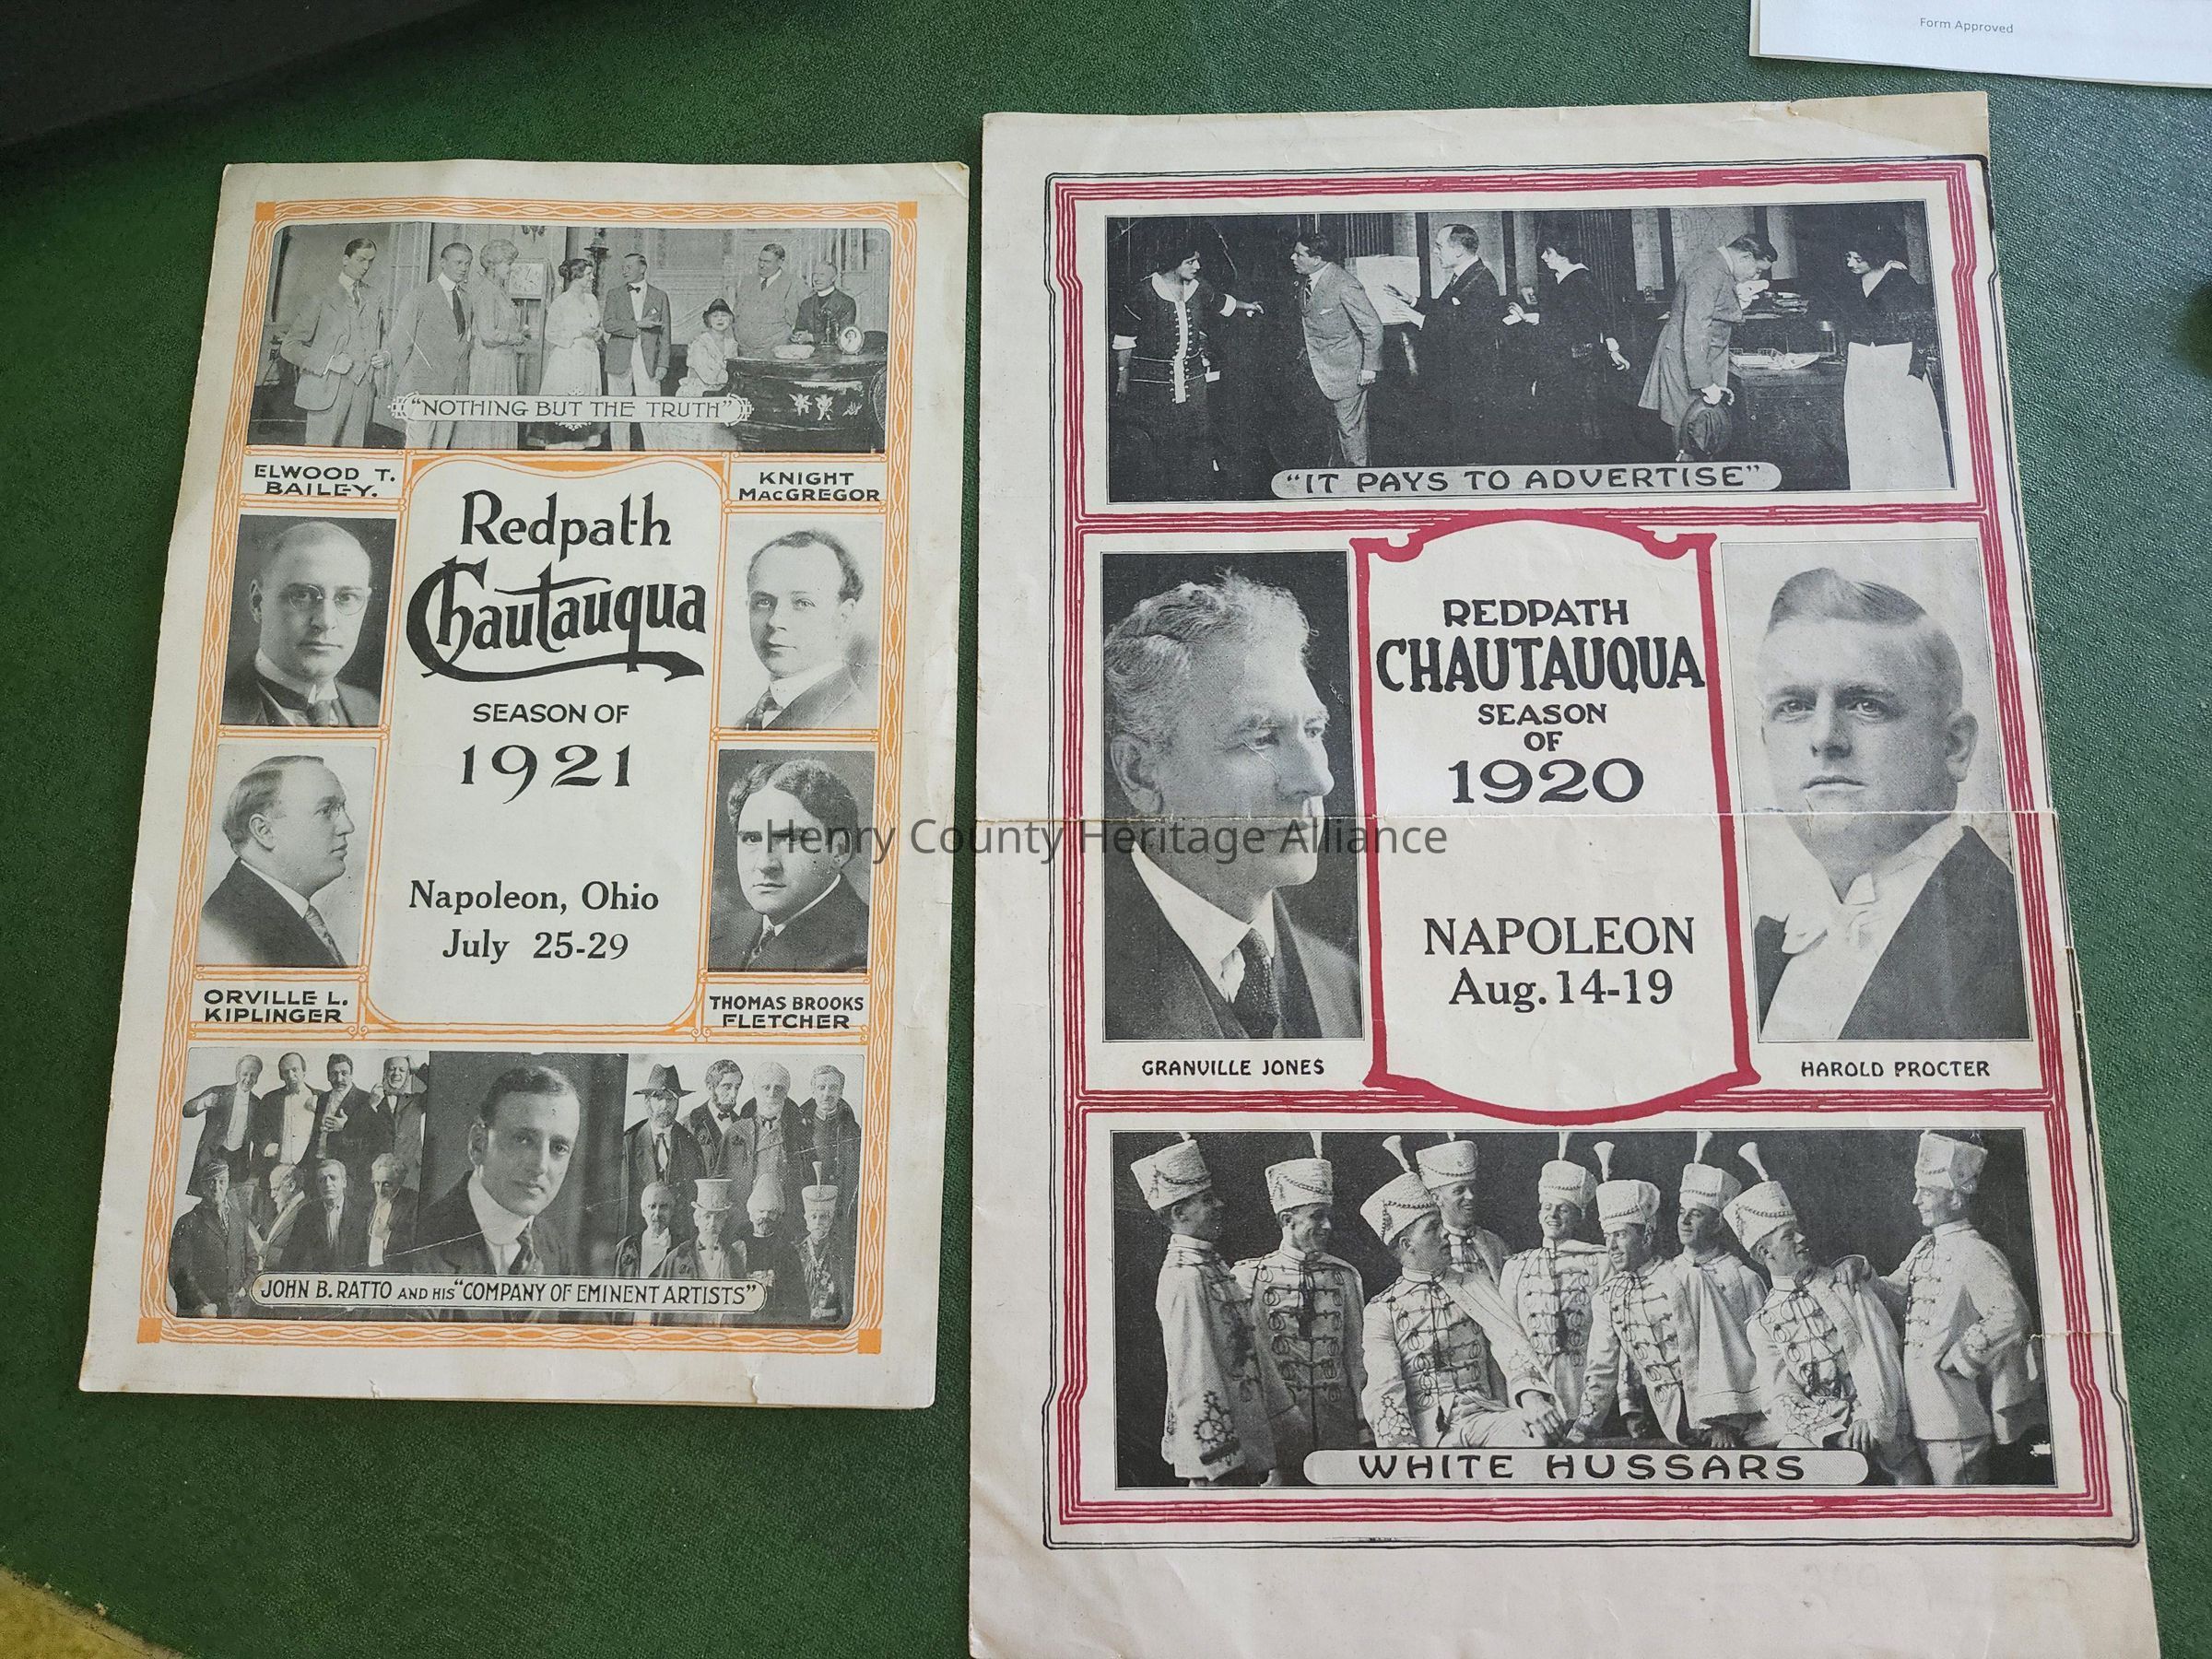 Form Approved
"NOTHING BUT THE TRUTH"
ELWOOD T.
BAILEY.
KNIGHT
MACGREGOR
Redpath
Chautauqua
SEASON OF
1921
Napoleon, Ohio
July 25-29
ORVILLE L.
KIPLINGER
THOMAS BROOKS
FLETCHER
JOHN B. RATTO AND HIS "COMPANY OF EMINENT ARTISTS"
"IT PAYS TO ADVERTISE"
REDPATH
CHAUTAUQUA
SEASON
OF
1920
NAPOLEON
Aug. 14-19
GRANVILLE JONES
HAROLD PROCTER
WHITE HUSSARS
Henry County Heritage Alliance